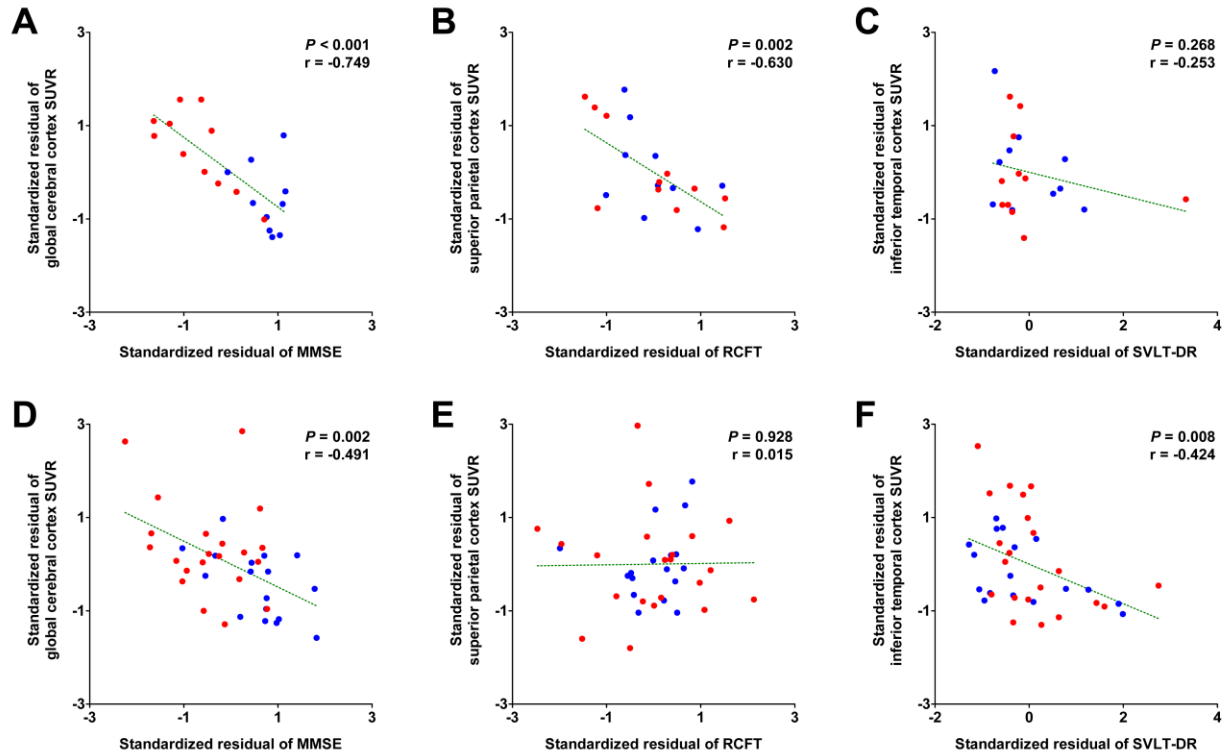 A
Standardized residual of
global cerebral cortex SUVR
3
1
-1
-3
-3
-1
1
3
P < 0.001
r = -0.749
Standardized residual of MMSE
B
Standardized residual of
superior parietal cortex SUVR
3
1
-1
-3
-3
-1
1
3
P = 0.002
r = -0.630
Standardized residual of RCFT
C
Standardized residual of
inferior temporal cortex SUVR
3
1
-1
-3
-2
0
2
4
P = 0.268
r = -0.253
Standardized residual of SVLT-DR
D
Standardized residual of
global cerebral cortex SUVR
3
1
-1
-3
-3
-1
1
3
P = 0.002
r = -0.491
Standardized residual of MMSE
E
Standardized residual of
superior parietal cortex SUVR
3
1
-1
-3
-3
-1
1
3
P = 0.928
r = 0.015
Standardized residual of RCFT
F
Standardized residual of
inferior temporal cortex SUVR
3
1
-1
-3
-2
0
2
4
P = 0.008
r = -0.424
Standardized residual of SVLT-DR